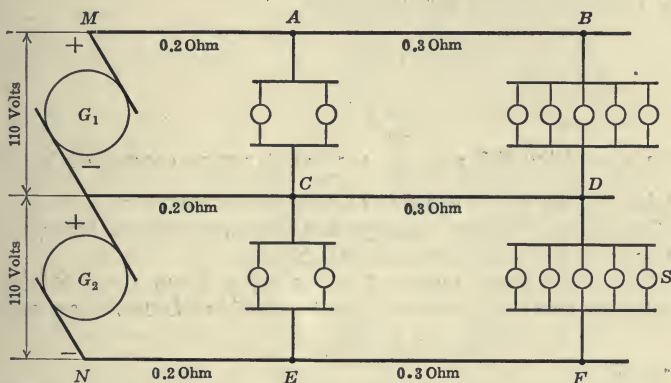 M A B
+ 0.2 Ohm 0.3 Ohm
110 Volts G1
−
C D
+ 0.2 Ohm 0.3 Ohm
110 Volts G2 S
−
N 0.2 Ohm E 0.3 Ohm F